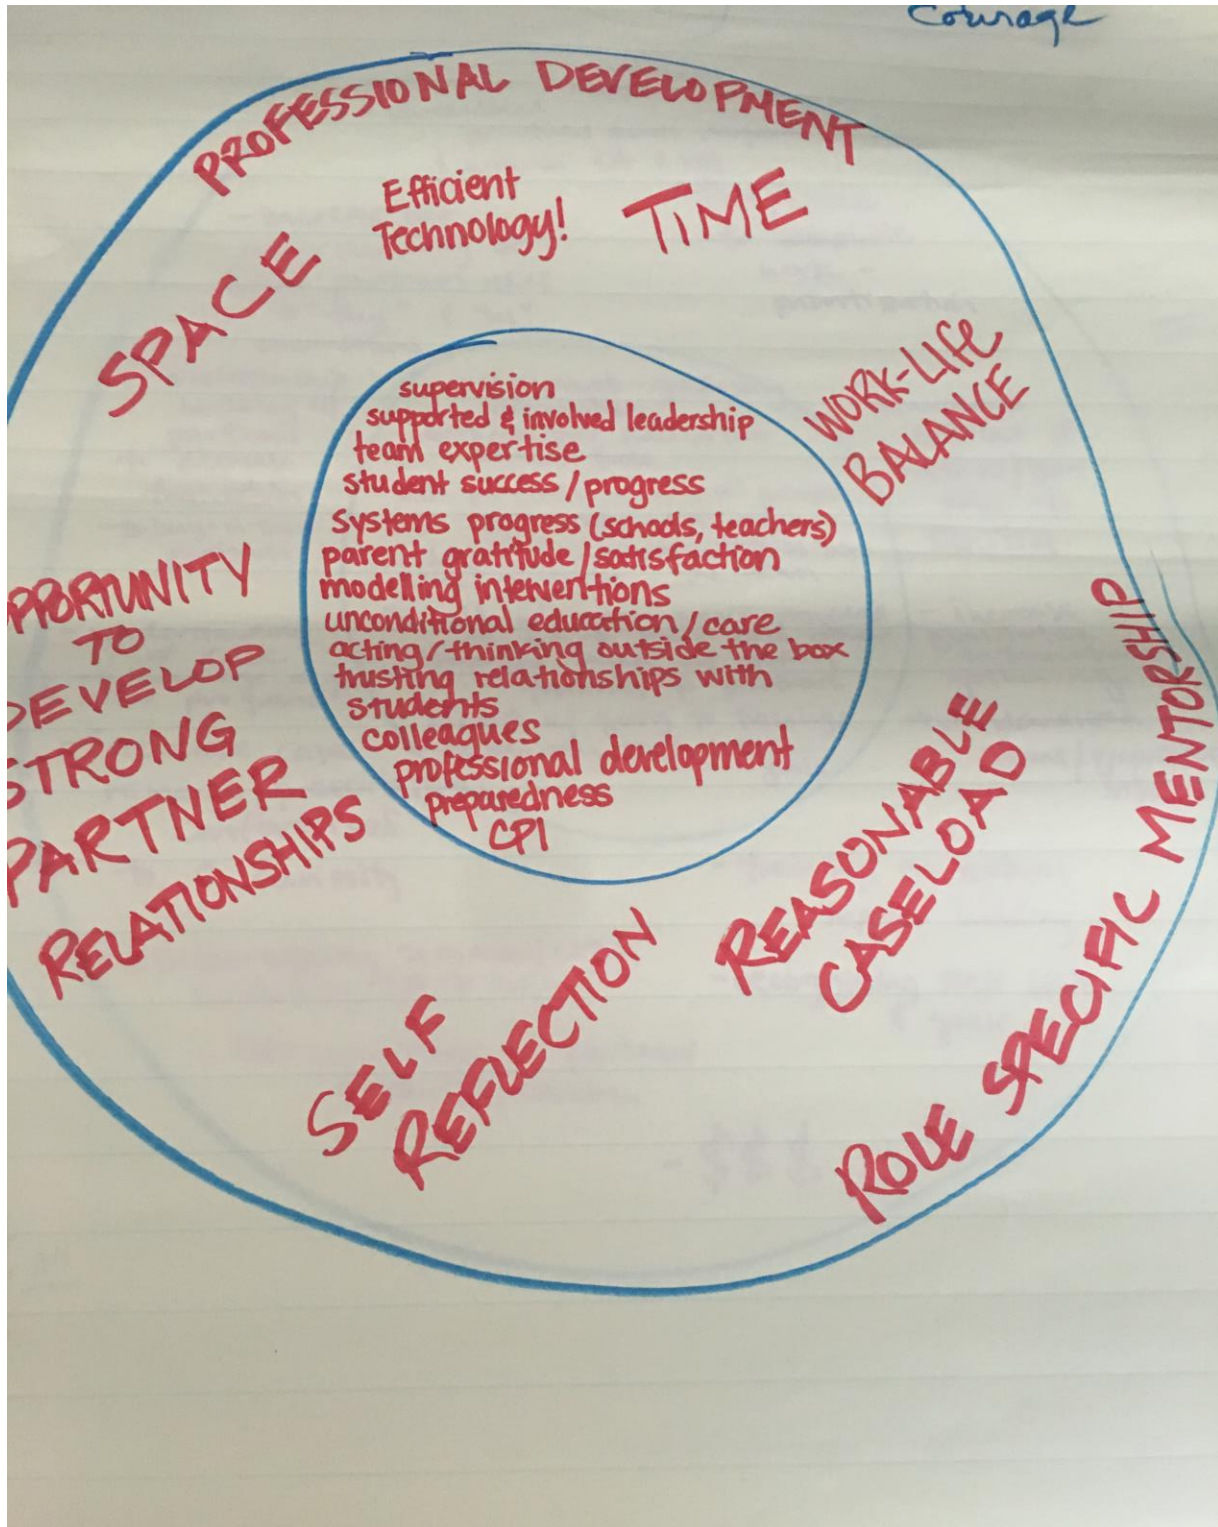 Courage
PROFESSIONAL DEVELOPMENT
Efficient
Technology!
TIME
SPACE
WORK-LIFE
BALANCE
supervision
supported & involved leadership
team expertise
student success / progress
systems progress (schools, teachers)
parent gratitude / satisfaction
modelling interventions
unconditional education / care
acting / thinking outside the box
trusting relationships with
students
colleagues
professional development
preparedness
CPI
PPORTUNITY
TO
DEVELOP
STRONG
PARTNER
RELATIONSHIPS
REASONABLE
CASELOAD
ROLE SPECIFIC MENTORSHIP
SELF
REFLECTION